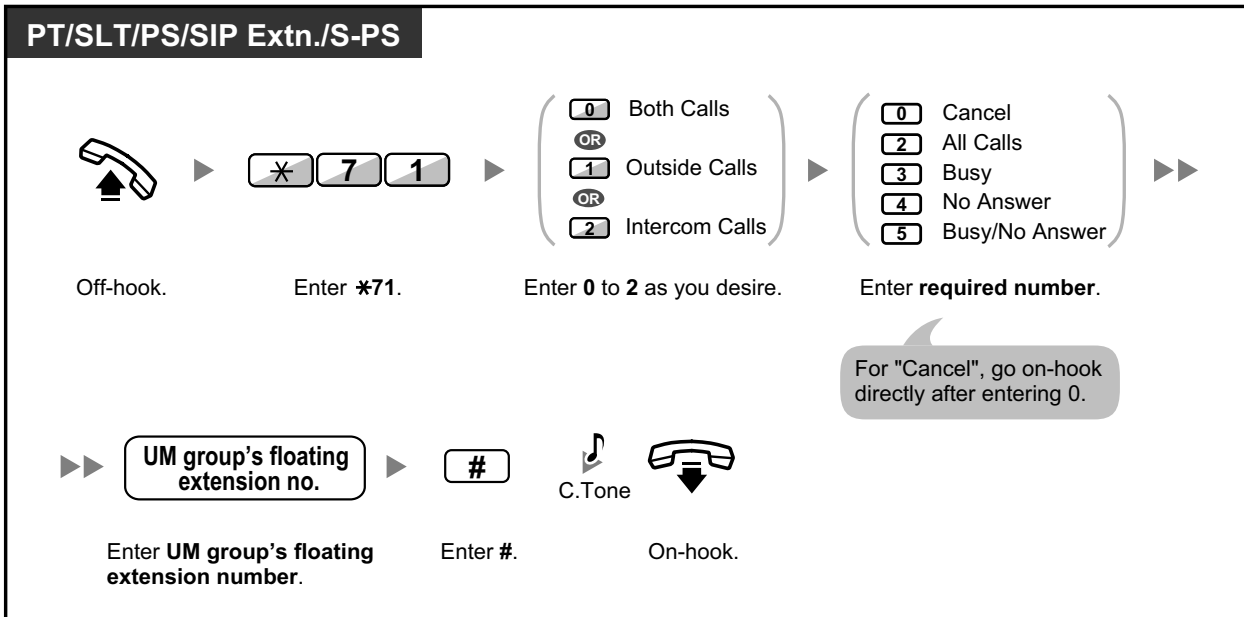 PT/SLT/PS/SIP Extn./S-PS
0 Both Calls
OR
1 Outside Calls
OR
2 Intercom Calls
0 Cancel
2 All Calls
3 Busy
4 No Answer
5 Busy/No Answer
* 7 1
Off-hook.
Enter *71.
Enter 0 to 2 as you desire.
Enter required number.
For "Cancel", go on-hook
directly after entering 0.
UM group's floating
extension no.
#
C.Tone
Enter UM group's floating
extension number.
Enter #.
On-hook.